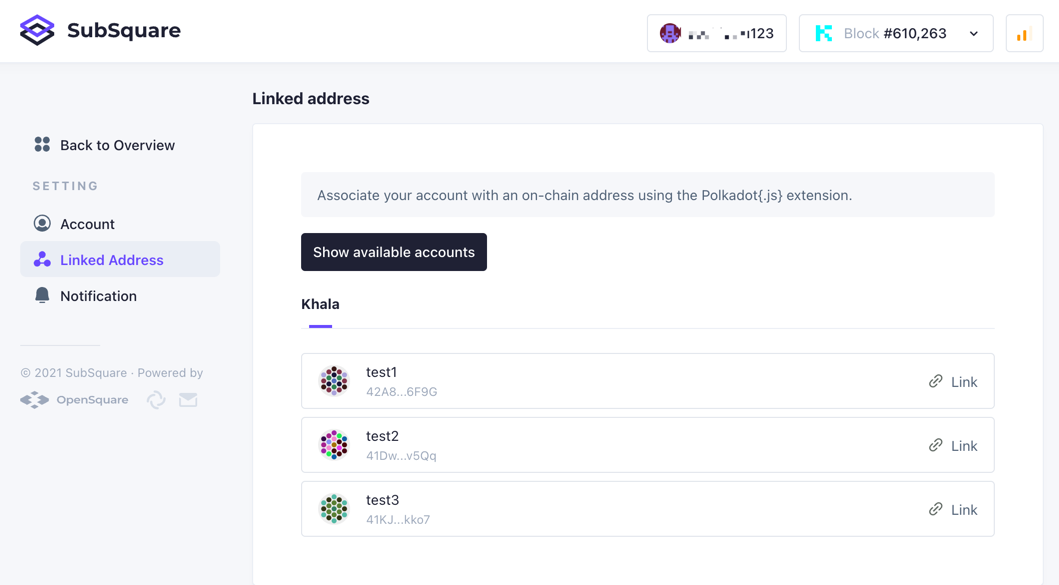 SubSquare
123
Block #610,263
Linked address
Back to Overview
SETTING
Account
Linked Address
Notification
© 2021 SubSquare · Powered by
OpenSquare
Associate your account with an on-chain address using the Polkadot{.js} extension.
Show available accounts
Khala
test1
42A8...6F9G
Link
test2
41Dw...v5Qq
Link
test3
41KJ...kko7
Link